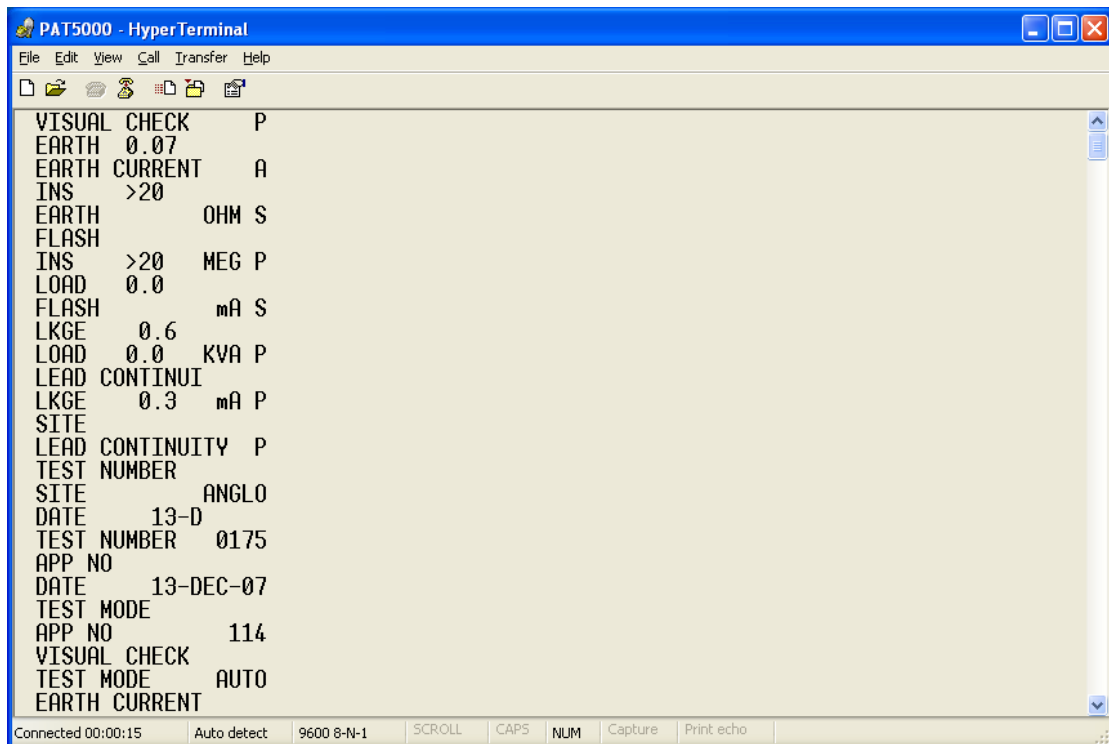 PAT5000 - HyperTerminal
File Edit View Call Transfer Help
VISUAL CHECK P
EARTH 0.07
EARTH CURRENT A
INS >20
EARTH OHM S
FLASH
INS >20 MEG P
LOAD 0.0
FLASH mA S
LKGE 0.6
LOAD 0.0 KVA P
LEAD CONTINUI
LKGE 0.3 mA P
SITE
LEAD CONTINUITY P
TEST NUMBER
SITE ANGLO
DATE 13-D
TEST NUMBER 0175
APP NO
DATE 13-DEC-07
TEST MODE
APP NO 114
VISUAL CHECK
TEST MODE AUTO
EARTH CURRENT
Connected 00:00:15 Auto detect 9600 8-N-1 SCROLL CAPS NUM Capture Print echo